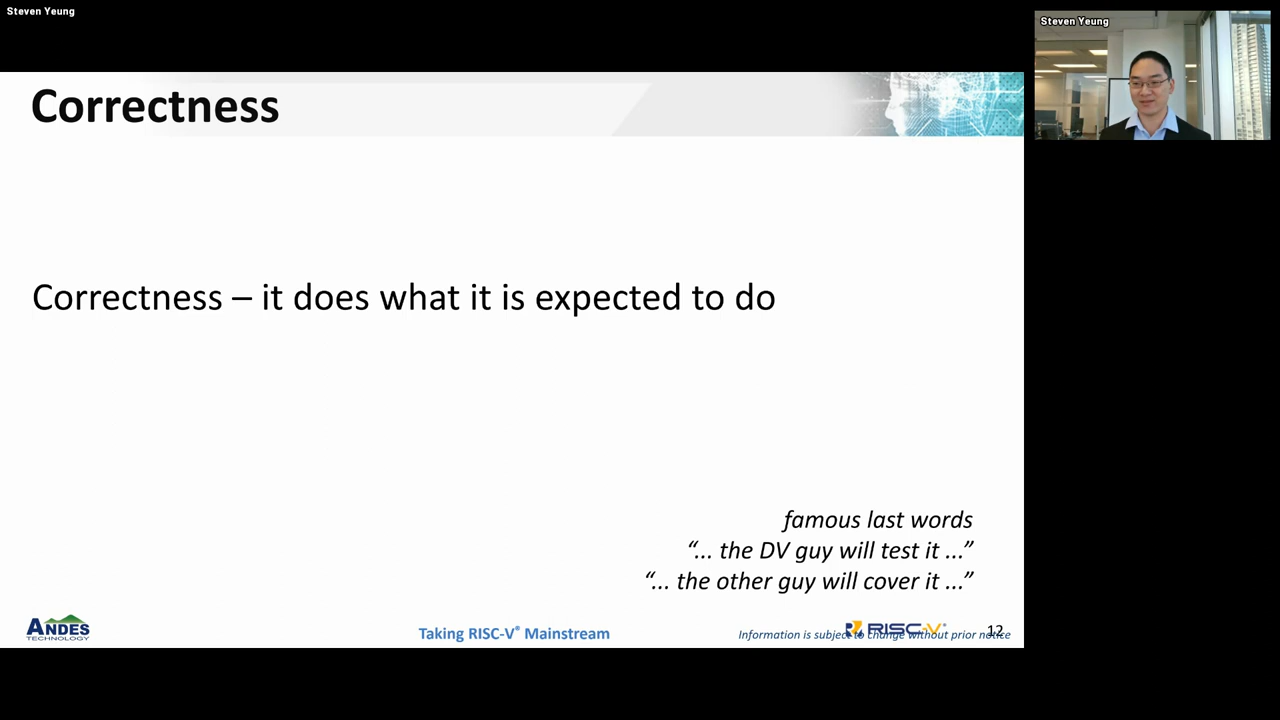 Steven Yeung
Steven Yeung
Correctness
Correctness – it does what it is expected to do
famous last words
“... the DV guy will test it ...”
“... the other guy will cover it ...”
ANDES
TECHNOLOGY
Taking RISC-V® Mainstream
RISC-V®
Information is subject to change without prior notice
12